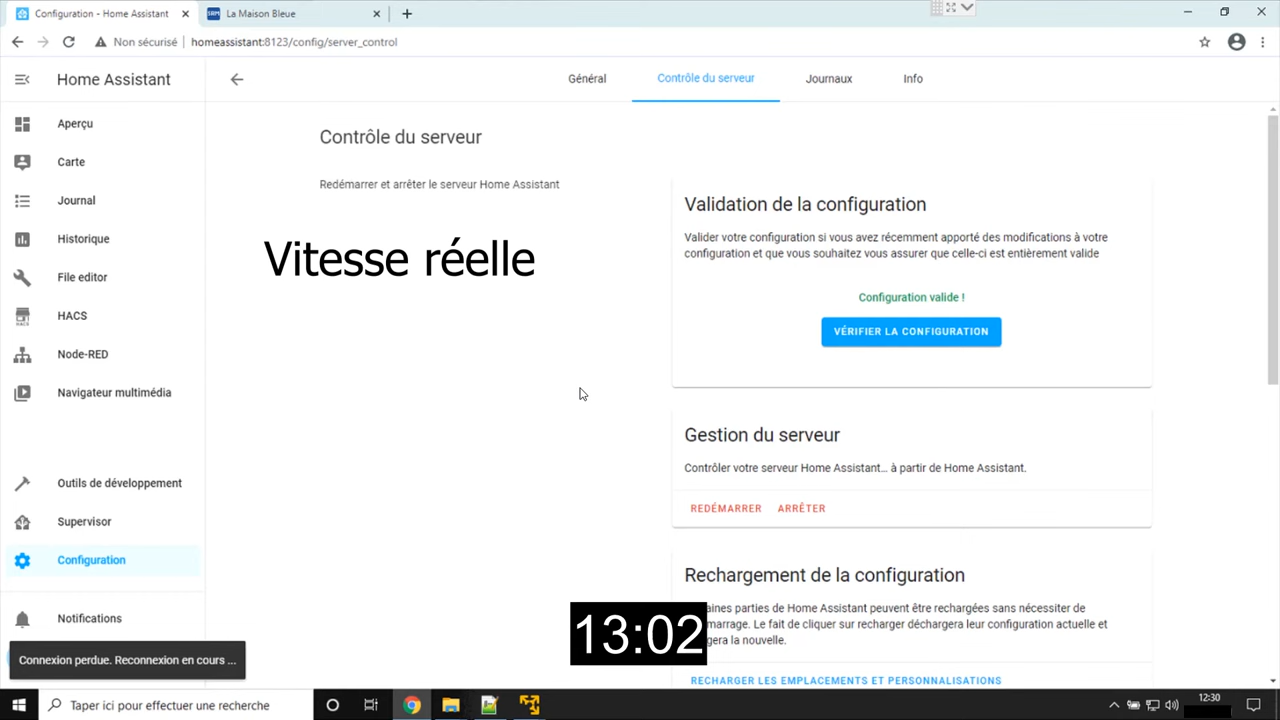 Configuration - Home Assistant
La Maison Bleue
Non sécurisé
homeassistant:8123/config/server_control
Home Assistant
Général
Contrôle du serveur
Journaux
Info
Aperçu
Carte
Journal
Historique
File editor
HACS
HACS
Node-RED
Navigateur multimédia
Outils de développement
Supervisor
Configuration
Notifications
Connexion perdue. Reconnexion en cours ...
Contrôle du serveur
Redémarrer et arrêter le serveur Home Assistant
Vitesse réelle
Validation de la configuration
Valider votre configuration si vous avez récemment apporté des modifications à votre
configuration et que vous souhaitez vous assurer que celle-ci est entièrement valide
Configuration valide !
VÉRIFIER LA CONFIGURATION
Gestion du serveur
Contrôler votre serveur Home Assistant… à partir de Home Assistant.
REDÉMARRER ARRÊTER
Rechargement de la configuration
aines parties de Home Assistant peuvent être rechargées sans nécessiter de
marrage. Le fait de cliquer sur recharger déchargera leur configuration actuelle et
gera la nouvelle.
RECHARGER LES EMPLACEMENTS ET PERSONNALISATIONS
13:02
Taper ici pour effectuer une recherche
12:30